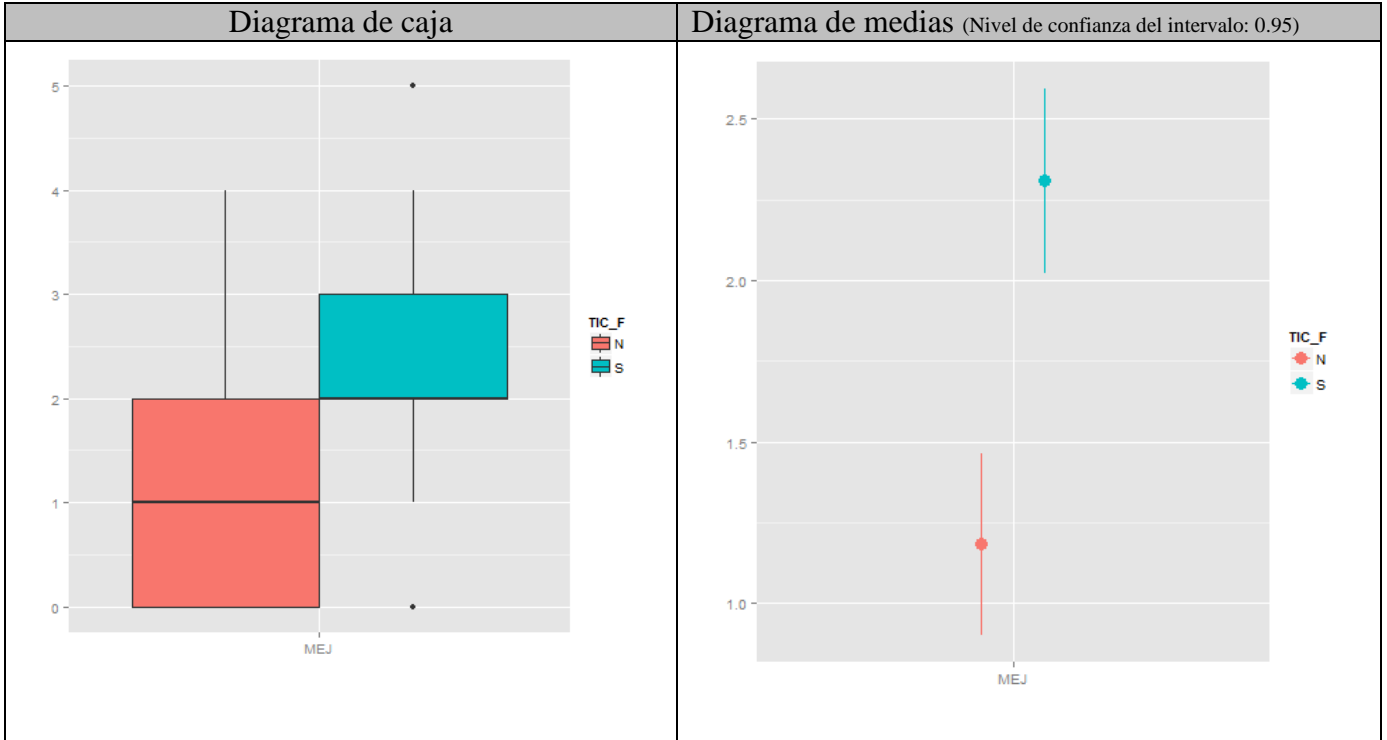 Diagrama de caja
Diagrama de medias (Nivel de confianza del intervalo: 0.95)
5
4
3
2
1
0
MEJ
TIC_F
N
S
2.5
2.0
1.5
1.0
MEJ
TIC_F
N
S